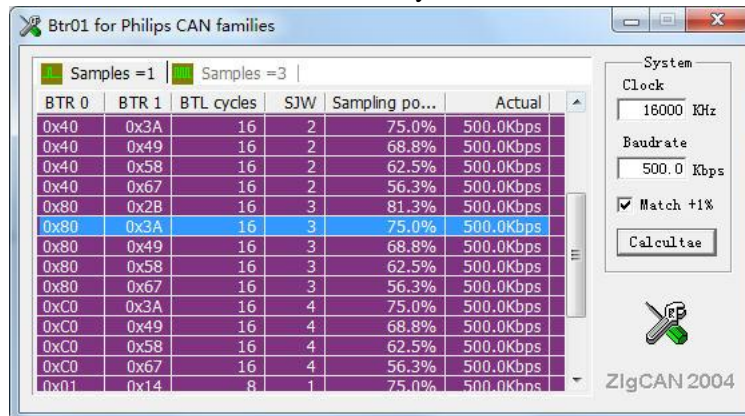 Btr01 for Philips CAN families
Samples =1 Samples =3
BTR 0 BTR 1 BTL cycles SJW Sampling po... Actual
0x40 0x3A 16 2 75.0% 500.0Kbps
0x40 0x49 16 2 68.8% 500.0Kbps
0x40 0x58 16 2 62.5% 500.0Kbps
0x40 0x67 16 2 56.3% 500.0Kbps
0x80 0x2B 16 3 81.3% 500.0Kbps
0x80 0x3A 16 3 75.0% 500.0Kbps
0x80 0x49 16 3 68.8% 500.0Kbps
0x80 0x58 16 3 62.5% 500.0Kbps
0x80 0x67 16 3 56.3% 500.0Kbps
0xC0 0x3A 16 4 75.0% 500.0Kbps
0xC0 0x49 16 4 68.8% 500.0Kbps
0xC0 0x58 16 4 62.5% 500.0Kbps
0xC0 0x67 16 4 56.3% 500.0Kbps
0x01 0x14 8 1 75.0% 500.0Kbps
System
Clock
16000 KHz
Baudrate
500.0 Kbps
Match +1%
Calcultae
ZIgCAN 2004